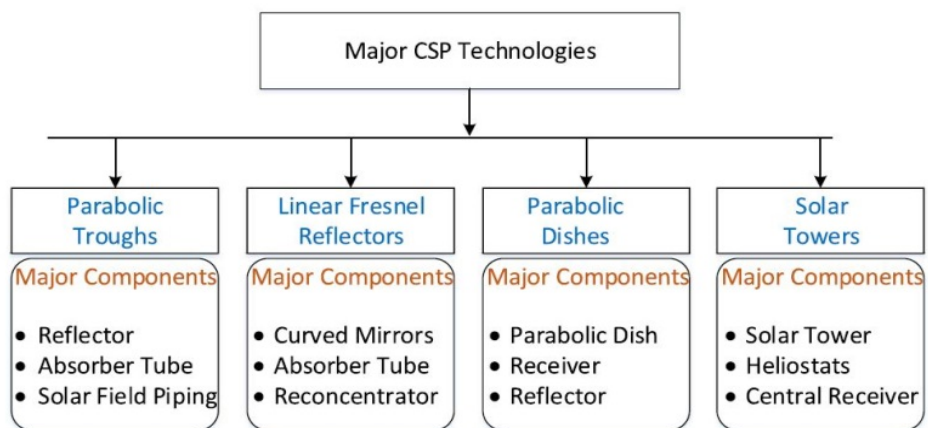 Major CSP Technologies
Parabolic
Troughs
Major Components
• Reflector
• Absorber Tube
• Solar Field Piping
Linear Fresnel
Reflectors
Major Components
• Curved Mirrors
• Absorber Tube
• Reconcentrator
Parabolic
Dishes
Major Components
• Parabolic Dish
• Receiver
• Reflector
Solar
Towers
Major Components
• Solar Tower
• Heliostats
• Central Receiver